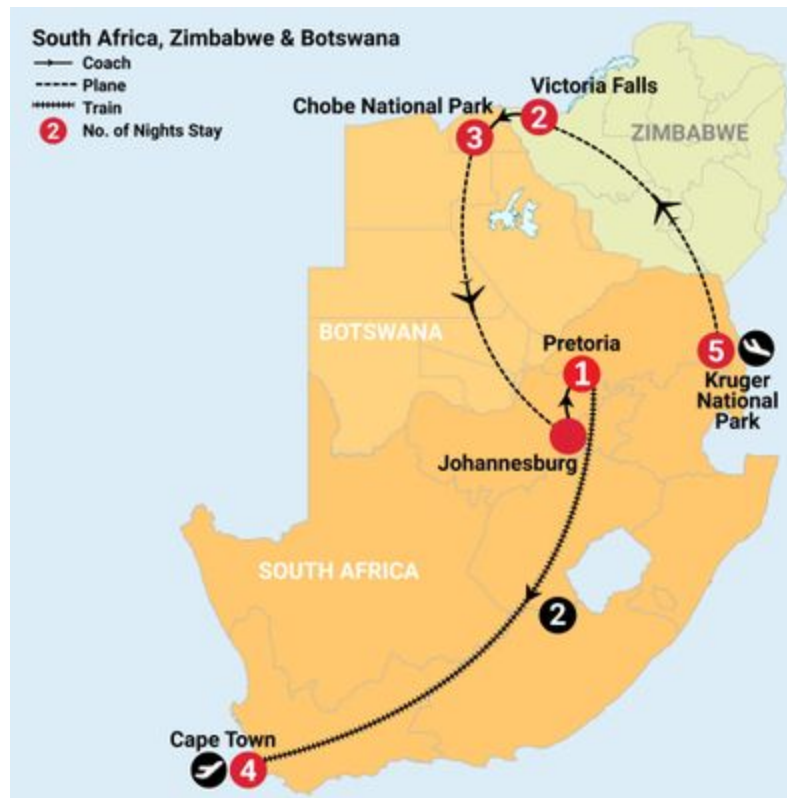 South Africa, Zimbabwe & Botswana
Coach
Plane
Train
2 No. of Nights Stay
Victoria Falls
Chobe National Park
2
3
ZIMBABWE
BOTSWANA
Pretoria
1
5
Kruger
National
Park
Johannesburg
SOUTH AFRICA
2
Cape Town
4